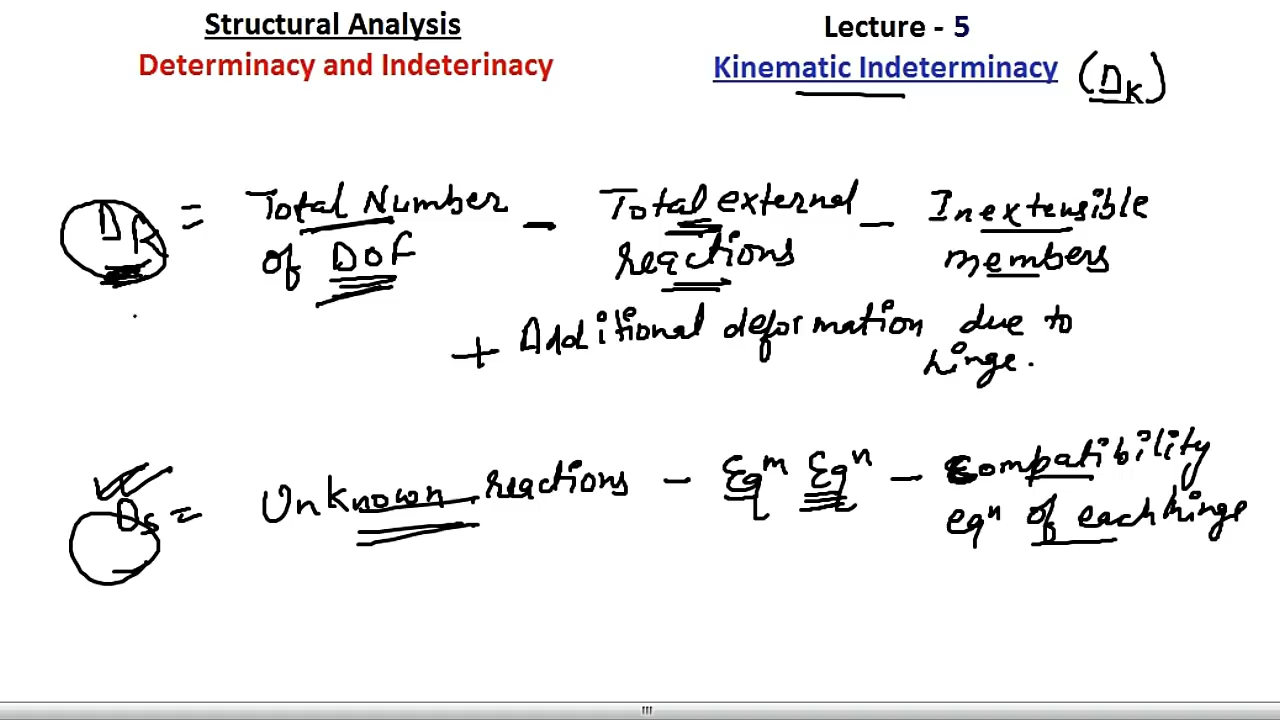 Structural Analysis
Lecture - 5
Determinacy and Indeterinacy
Kinematic Indeterminacy (DK)
DK = Total Number of DOF - Total external reactions - Inextensible members
+ Additional deformation due to hinge.
Ds = Unknown reactions - Eqm Eqn - Compatibility eqn of each hinge